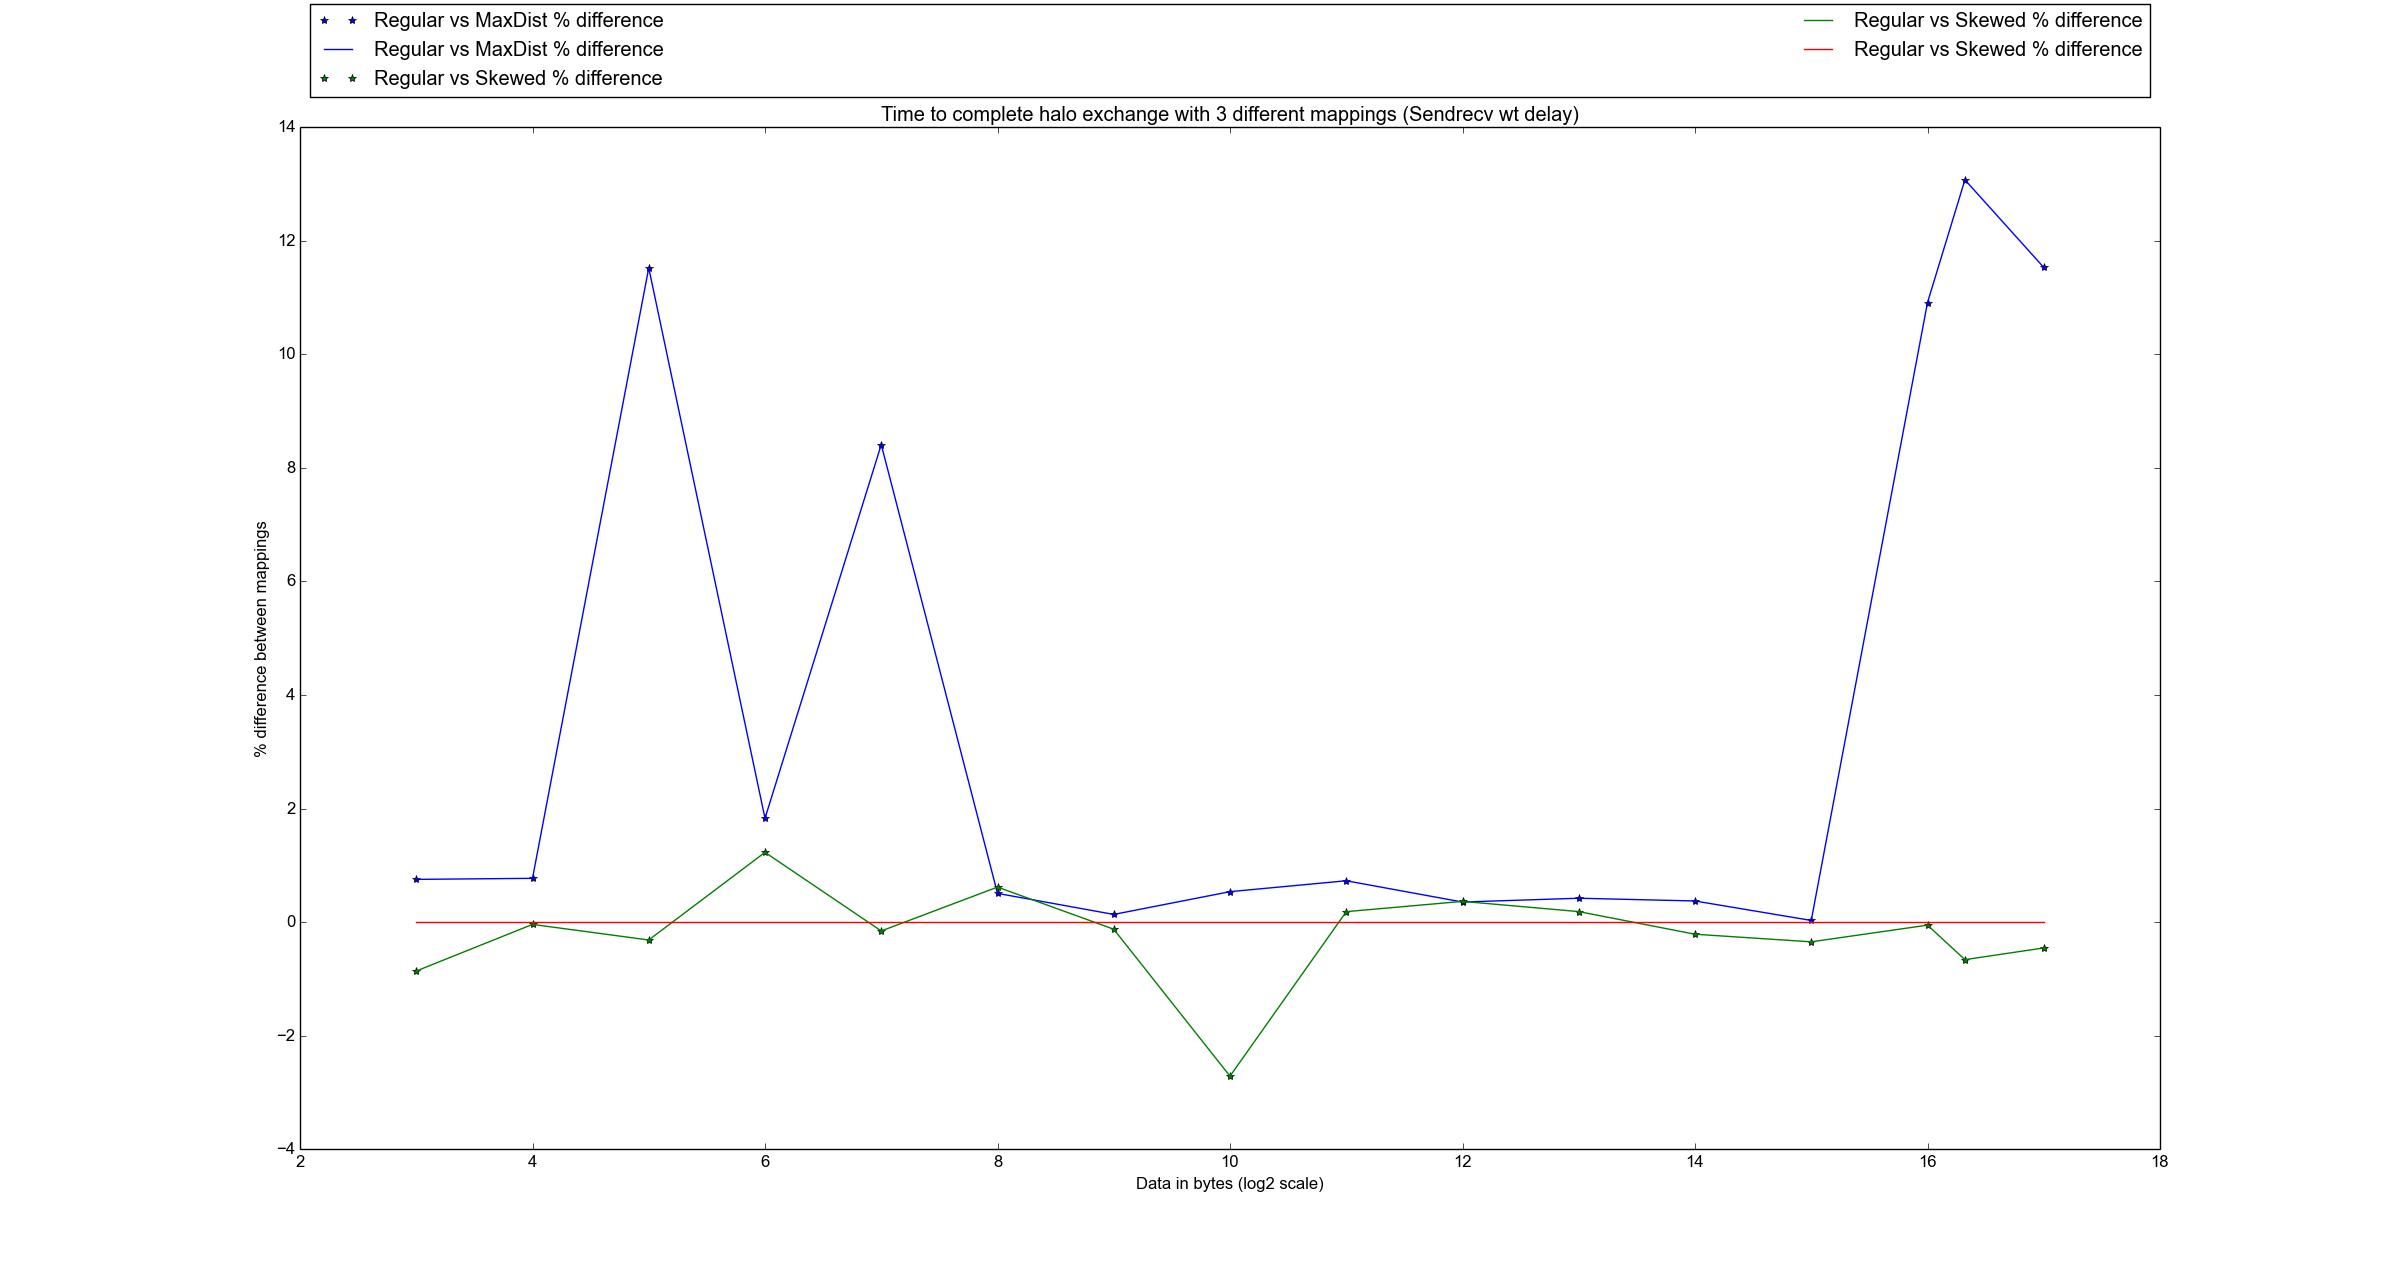 Regular vs MaxDist % difference
Regular vs MaxDist % difference
Regular vs Skewed % difference
Regular vs Skewed % difference
Regular vs Skewed % difference
Time to complete halo exchange with 3 different mappings (Sendrecv wt delay)
14
12
10
8
6
4
2
0
−2
−4
% difference between mappings
2 4 6 8 10 12 14 16 18
Data in bytes (log2 scale)